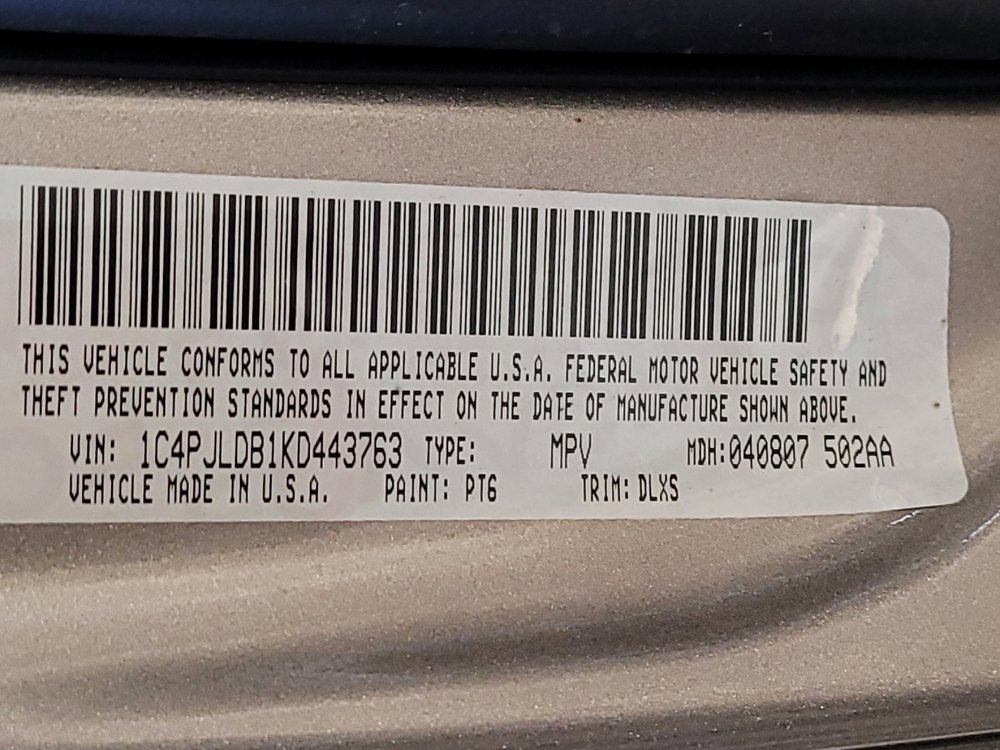 THIS VEHICLE CONFORMS TO ALL APPLICABLE U.S.A. FEDERAL MOTOR VEHICLE SAFETY AND
THEFT PREVENTION STANDARDS IN EFFECT ON THE DATE OF MANUFACTURE SHOWN ABOVE.
VIN: 1C4PJLDB1KD443763 TYPE: MPV MDH:040807 502AA
VEHICLE MADE IN U.S.A. PAINT: PT6 TRIM: DLXS